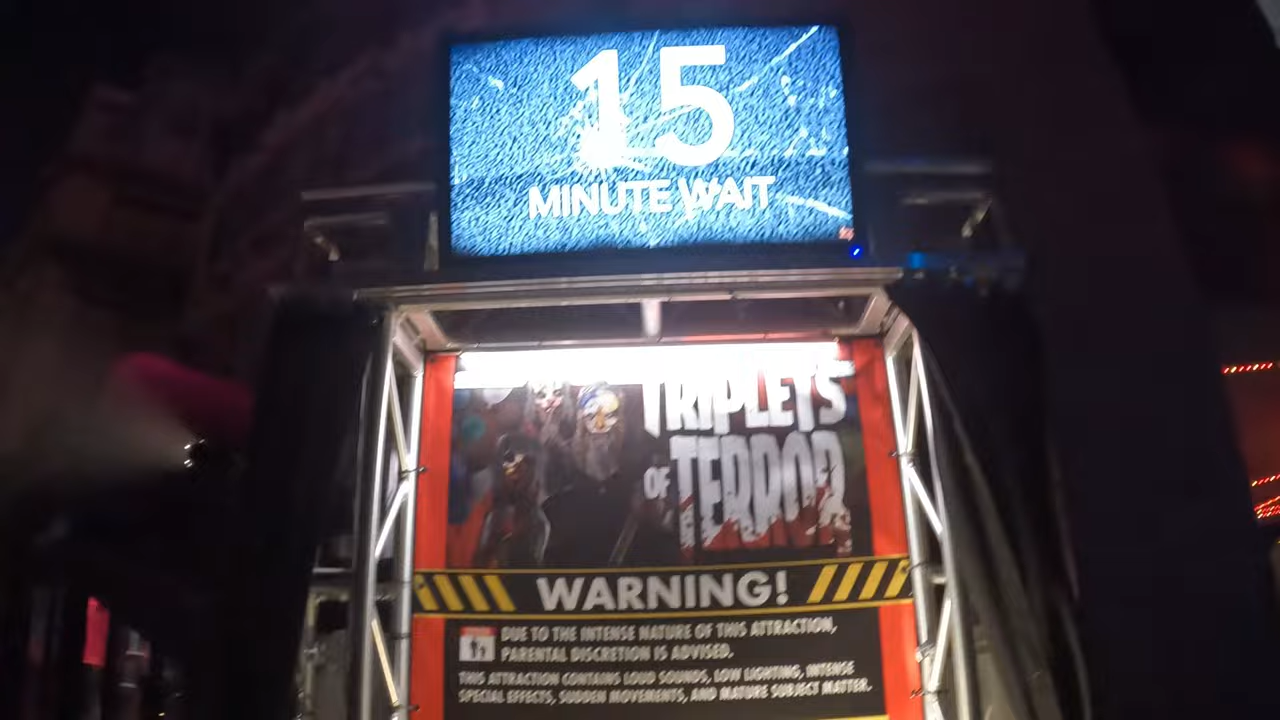 15
MINUTE WAIT
TRIPLETS
OF TERROR
WARNING!
DUE TO THE INTENSE NATURE OF THIS ATTRACTION,
PARENTAL DISCRETION IS ADVISED.
THIS ATTRACTION CONTAINS LOUD SOUNDS, LOW LIGHTING, INTENSE
SPECIAL EFFECTS, SUDDEN MOVEMENTS, AND MATURE SUBJECT MATTER.